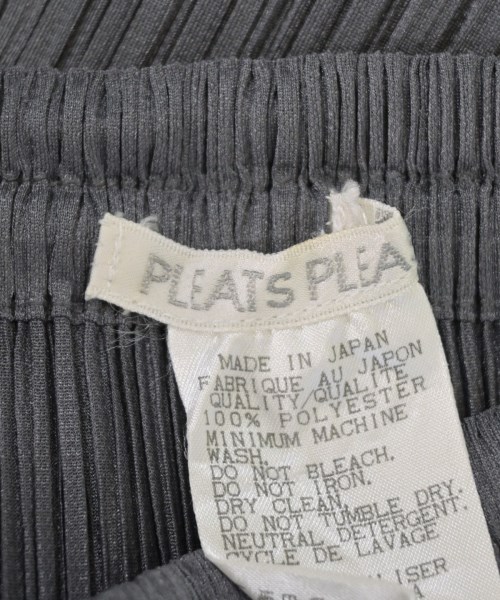 PLEATS PLEA
MADE IN JAPAN
FABRIQUE AU JAPON
QUALITY/QUALITE
100% POLYESTER
MINIMUM MACHINE
WASH.
DO NOT BLEACH.
DO NOT IRON.
DRY CLEAN.
DO NOT TUMBLE DRY.
NEUTRAL DETERGENT.
CYCLE DE LAVAGE
LISER